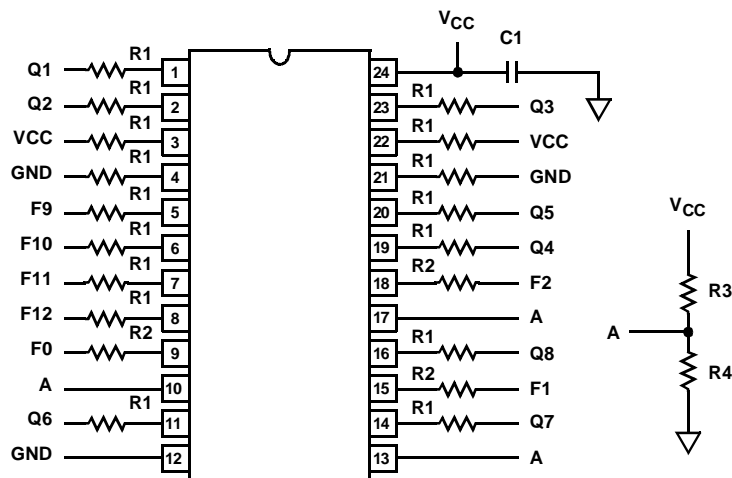 VCC
C1
Q1 R1 1 24
Q2 R1 2 23 R1 Q3
VCC R1 3 22 R1 VCC
GND R1 4 21 R1 GND
F9 R1 5 20 R1 Q5
F10 R1 6 19 R1 Q4
F11 R1 7 18 R2 F2
F12 R1 8 17 A
F0 R2 9 16 R1 Q8
A 10 15 R2 F1
Q6 R1 11 14 R1 Q7
GND 12 13 A
VCC
R3
A
R4